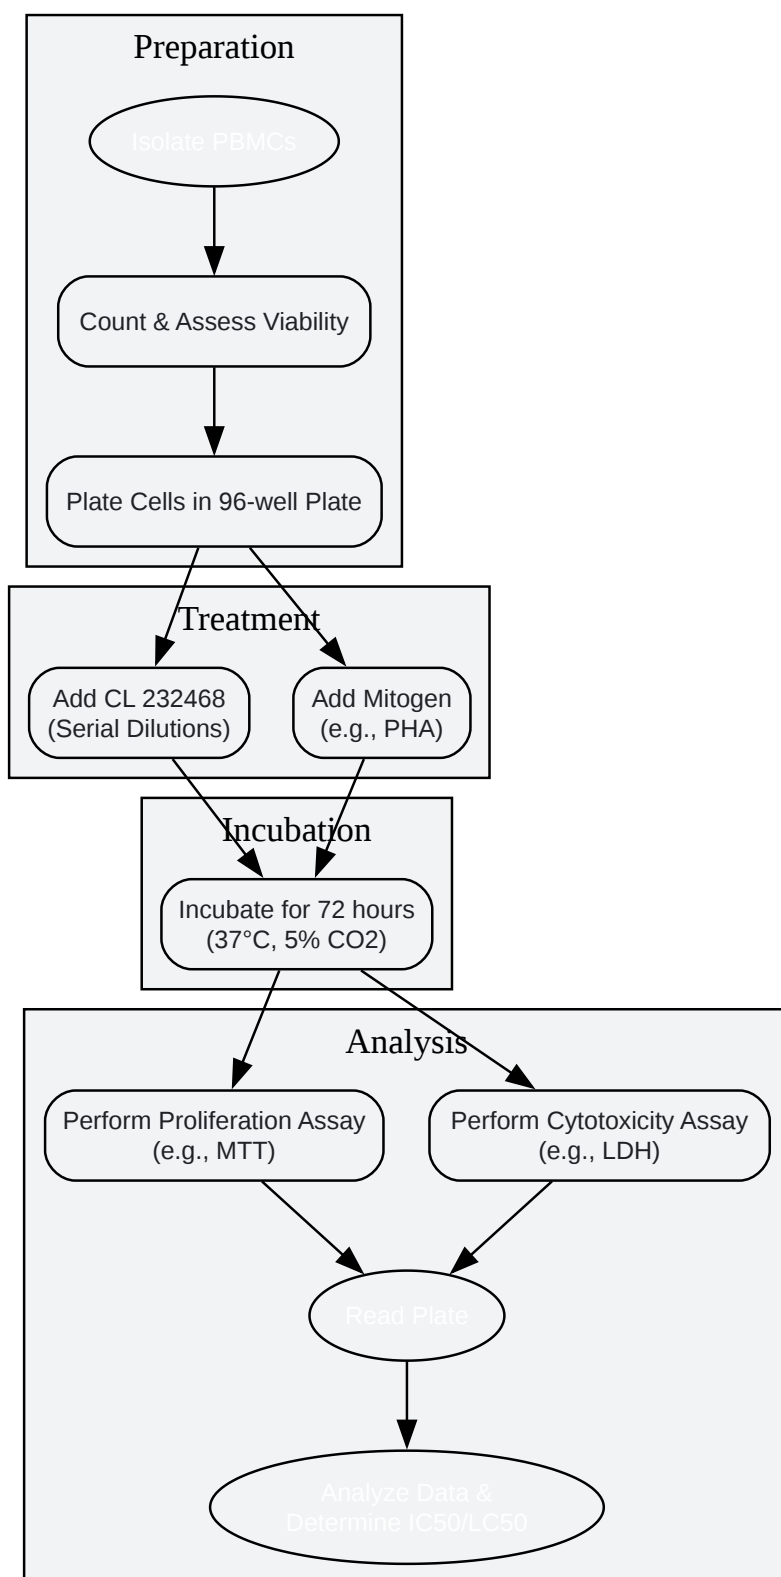 Preparation
Isolate PBMCs
Count & Assess Viability
Plate Cells in 96-well Plate
Treatment
Add CL 232468
(Serial Dilutions)
Add Mitogen
(e.g., PHA)
Incubation
Incubate for 72 hours
(37°C, 5% CO2)
Analysis
Perform Proliferation Assay
(e.g., MTT)
Perform Cytotoxicity Assay
(e.g., LDH)
Read Plate
Analyze Data &
Determine IC50/LC50